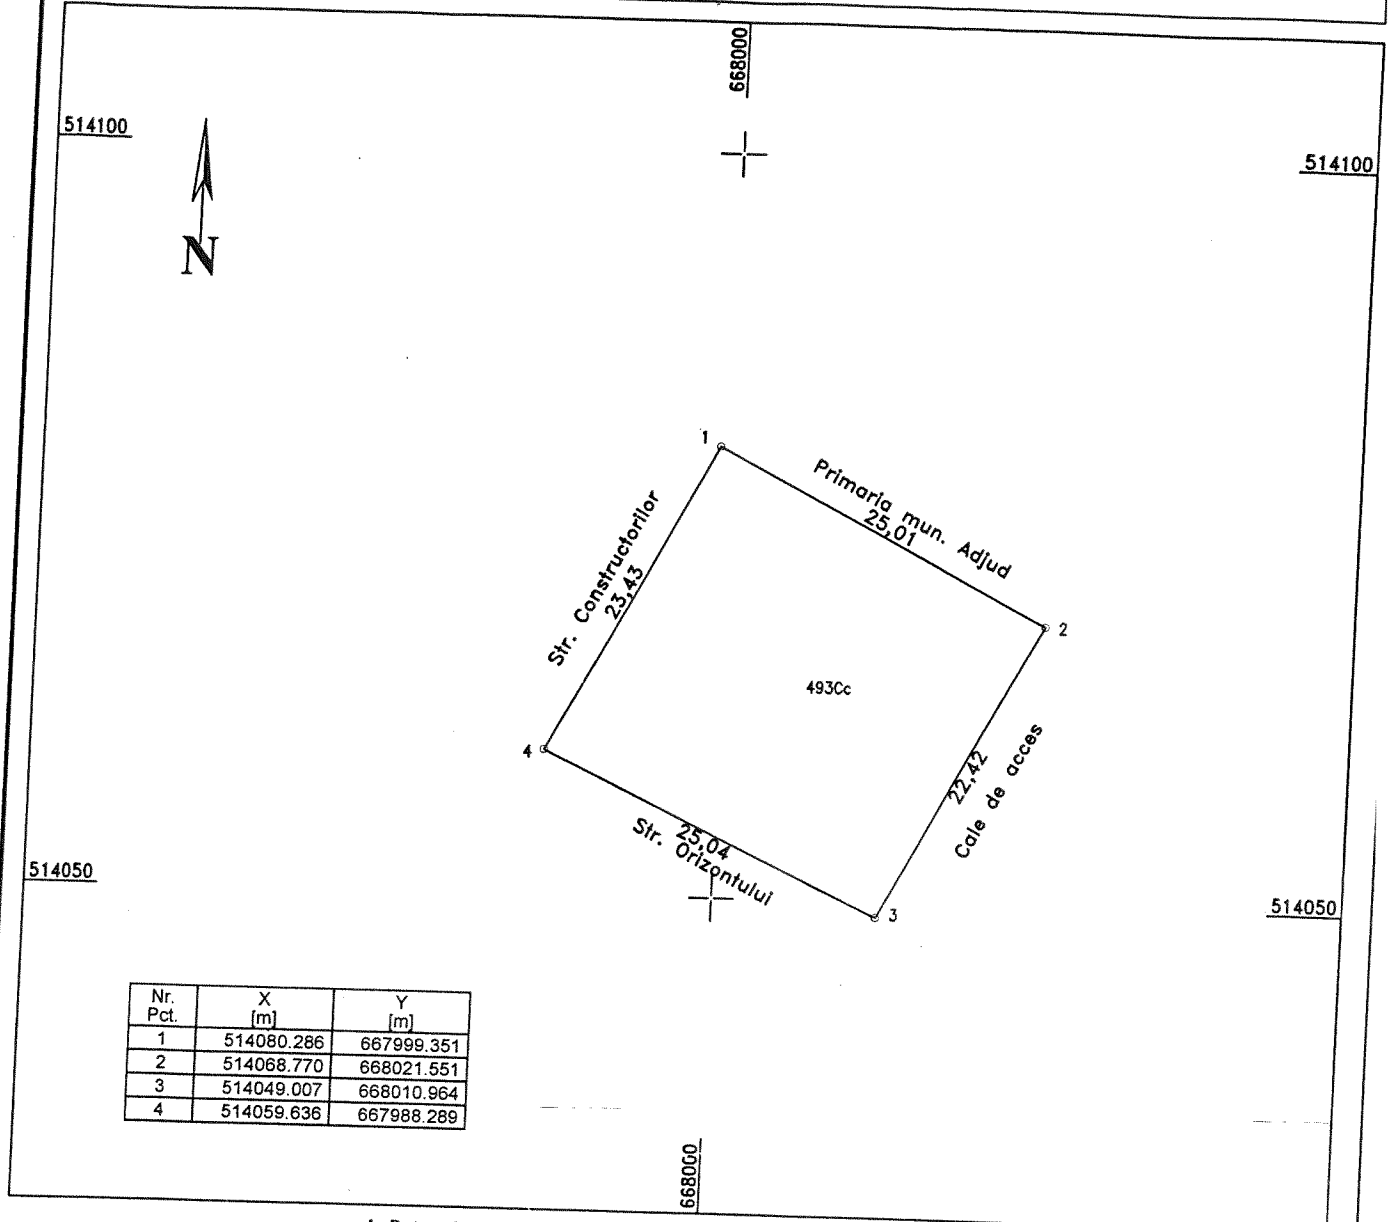 668000
514100
514100
N
1
Primaria mun. Adjud
25,01
Str. Constructorilor
23,43
2
493Cc
4
22,42
Cale de acces
25,04
Str. Orizontului
3
514050
514050
Nr. Pct. X [m] Y [m]
1 514080.286 667999.351
2 514068.770 668021.551
3 514049.007 668010.964
4 514059.636 667988.289
668000